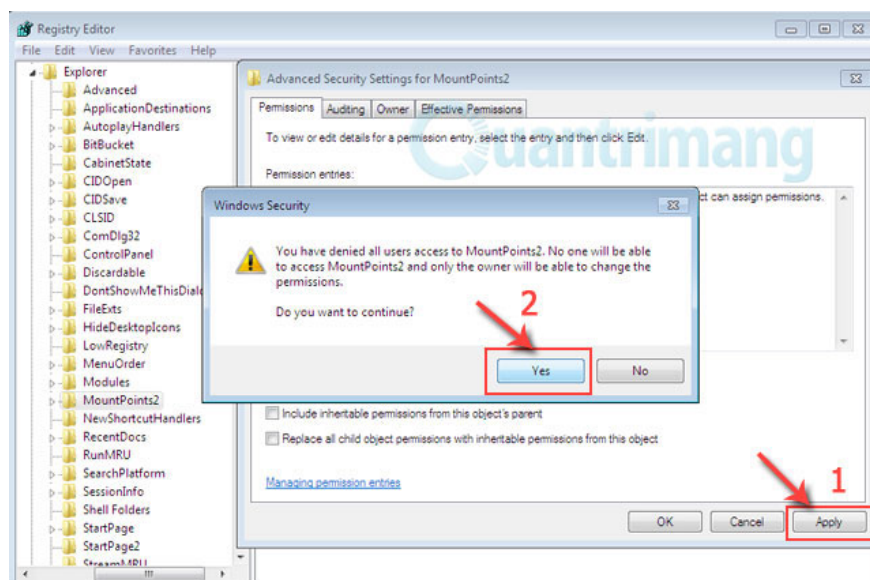 Registry Editor
File Edit View Favorites Help
Explorer
Advanced
ApplicationDestinations
AutoplayHandlers
BitBucket
CabinetState
CIDOpen
CIDSave
CLSID
ComDlg32
ControlPanel
Discardable
DontShowMeThisDialo
FileExts
HideDesktopIcons
LowRegistry
MenuOrder
Modules
MountPoints2
NewShortcutHandlers
RecentDocs
RunMRU
SearchPlatform
SessionInfo
Shell Folders
StartPage
StartPage2
StreamMRU
Advanced Security Settings for MountPoints2
Permissions Auditing Owner Effective Permissions
To view or edit details for a permission entry, select the entry and then click Edit.
Quantrimang
Permission entries:
ct can assign permissions.
Windows Security
You have denied all users access to MountPoints2. No one will be able
to access MountPoints2 and only the owner will be able to change the
permissions.
Do you want to continue?
2
Yes No
Include inheritable permissions from this object's parent
Replace all child object permissions with inheritable permissions from this object
Managing permission entries
1
OK Cancel Apply